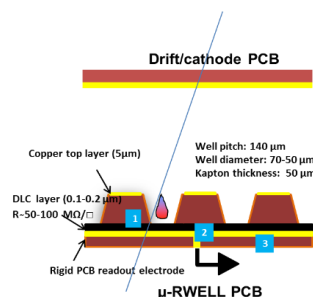 Drift/cathode PCB
Copper top layer (5μm)
Well pitch: 140 μm
Well diameter: 70-50 μm
Kapton thickness: 50 μm
DLC layer (0.1-0.2 μm)
R~50-100 MΩ/□
1
2
3
Rigid PCB readout electrode
μ-RWELL PCB